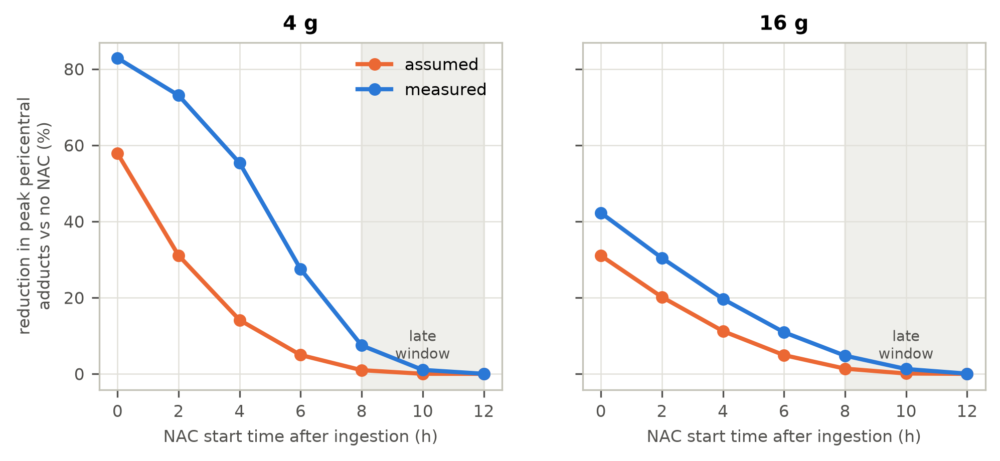 4 g
16 g
reduction in peak pericentral
adducts vs no NAC (%)
80
60
40
20
0
assumed
measured
late
window
late
window
0 2 4 6 8 10 12
0 2 4 6 8 10 12
NAC start time after ingestion (h)
NAC start time after ingestion (h)